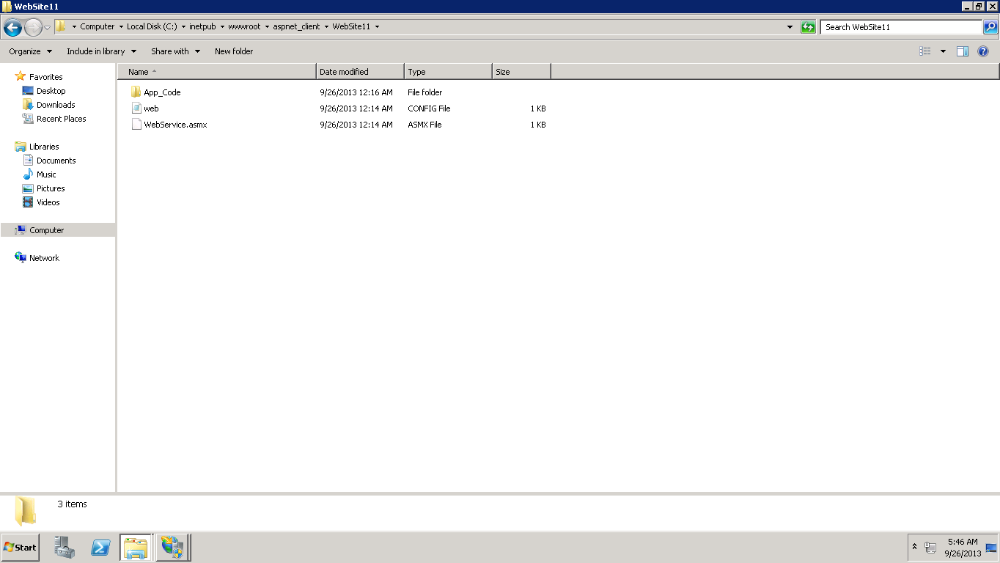 WebSite11
Computer Local Disk (C:) inetpub wwwroot aspnet_client WebSite11
Search WebSite11
Organize Include in library Share with New folder
Name Date modified Type Size
Favorites
Desktop
Downloads
Recent Places
Libraries
Documents
Music
Pictures
Videos
Computer
Network
App_Code 9/26/2013 12:16 AM File folder
web 9/26/2013 12:14 AM CONFIG File 1 KB
WebService.asmx 9/26/2013 12:14 AM ASMX File 1 KB
3 items
Start
5:46 AM
9/26/2013